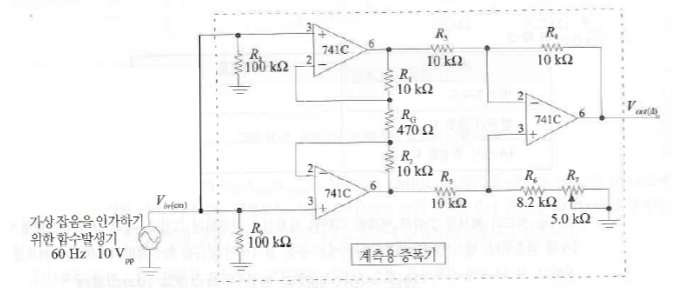 3
+
741C
6
2
−
R8
100 kΩ
R3
10 kΩ
R4
10 kΩ
R1
10 kΩ
RG
470 Ω
R2
10 kΩ
2
−
741C
6
3
+
Vout(d)
2
−
741C
6
3
+
R5
10 kΩ
R6
8.2 kΩ
R7
5.0 kΩ
Vin(cm)
가상 잡음을 인가하기
위한 함수발생기
60 Hz 10 Vpp
R9
100 kΩ
계측용 증폭기